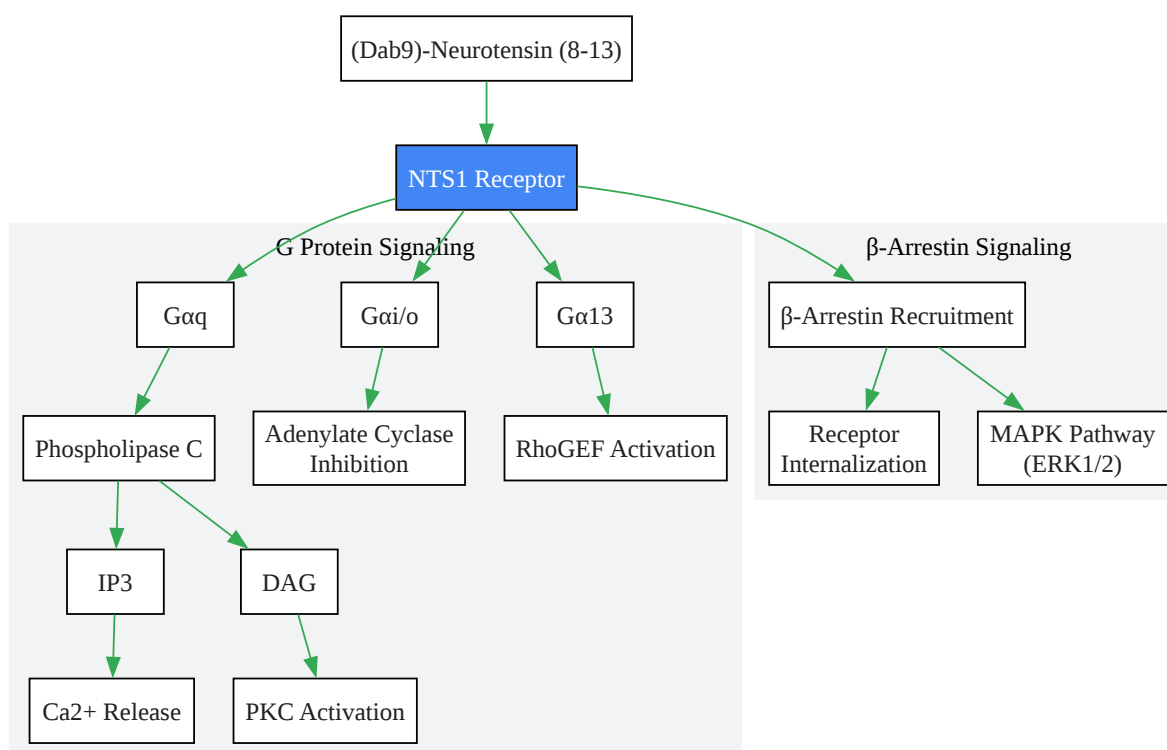 (Dab9)-Neurotensin (8-13)
NTS1 Receptor
G Protein Signaling
β-Arrestin Signaling
Gαq
Gαi/o
Gα13
β-Arrestin Recruitment
Phospholipase C
Adenylate Cyclase
Inhibition
RhoGEF Activation
Receptor
Internalization
MAPK Pathway
(ERK1/2)
IP3
DAG
Ca2+ Release
PKC Activation